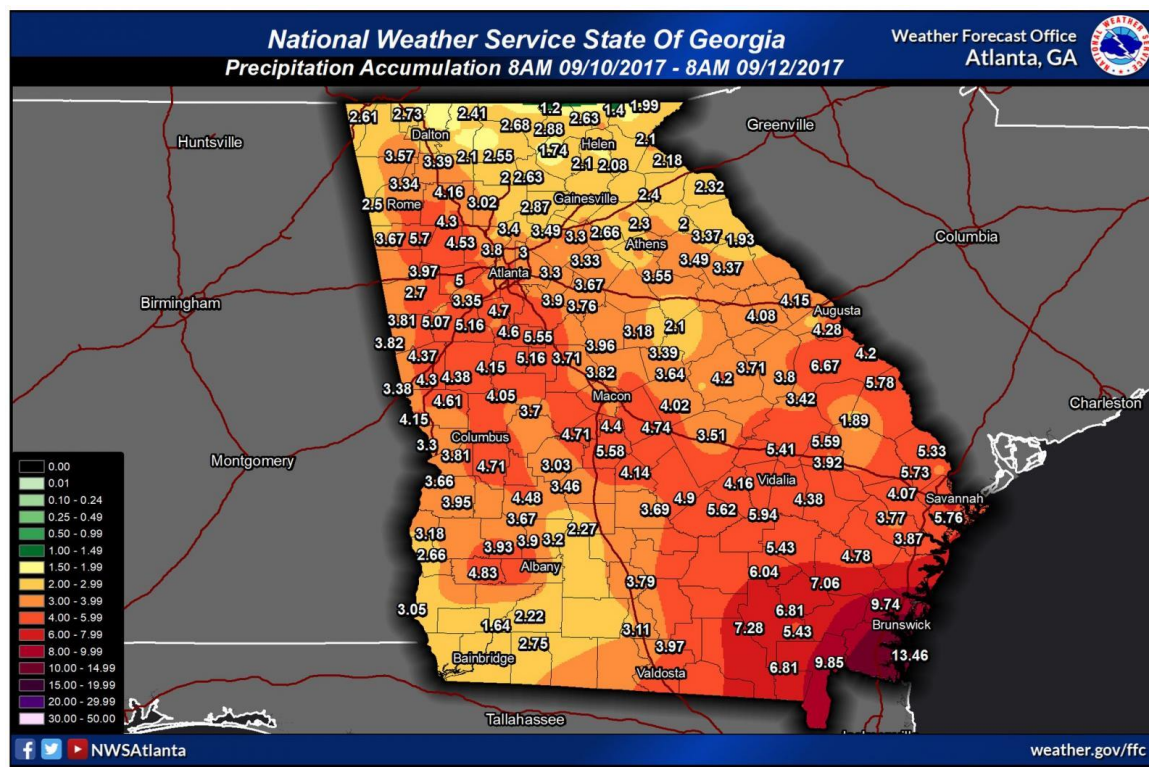 National Weather Service State Of Georgia
Precipitation Accumulation 8AM 09/10/2017 - 8AM 09/12/2017
Weather Forecast Office
Atlanta, GA
NATIONAL WEATHER SERVICE
2.61 2.73 2.41 1.2 1.4 1.99
2.68 2.88 2.63
Huntsville Dalton Helen Greenville
2.1
3.57 3.39 2.1 2.55 1.74 2.1 2.08 2.18
3.34 4.16 2 2.63 2.32
2.5 Rome 3.02 2.87 Gainesville 2.4
4.3 3.4 3.49 3.3 2.66 2.3 2
3.67 5.7 4.53 3.8 3 Athens 3.37 1.93 Columbia
3.97 5 Atlanta 3.3 3.33 3.55 3.49 3.37
2.7 3.35 3.9 3.67 3.76 4.15
Birmingham
4.7 4.08 Augusta
3.81 5.07 5.16 4.6 5.55 3.18 2.1 4.28
3.82 4.37 5.16 3.71 3.96 3.39 4.2
4.15 3.82 3.64 3.71 6.67
3.38 4.3 4.38 4.2 3.8 5.78
4.61 4.05 Macon 3.42 Charleston
4.15 3.7 4.02 1.89
3.3 Columbus 4.71 4.4 4.74 3.51 5.59
3.81 5.58 5.41 5.33
Montgomery 4.71 3.03 4.14 3.92 5.73
3.66 3.46 4.16 Vidalia
3.95 4.48 3.69 4.9 4.38 4.07 Savannah
3.67 2.27 5.62 5.94 3.77 5.76
3.18 3.93 3.9 3.2 5.43 3.87
2.66 4.78
4.83 Albany 3.79 6.04 7.06
3.05 2.22 6.81 9.74
1.64 3.11 7.28 5.43 Brunswick
2.75 3.97 13.46
Bainbridge Valdosta 6.81 9.85
Tallahassee
0.00
0.01
0.10 - 0.24
0.25 - 0.49
0.50 - 0.99
1.00 - 1.49
1.50 - 1.99
2.00 - 2.99
3.00 - 3.99
4.00 - 5.99
6.00 - 7.99
8.00 - 9.99
10.00 - 14.99
15.00 - 19.99
20.00 - 29.99
30.00 - 50.00
NWSAtlanta
weather.gov/ffc